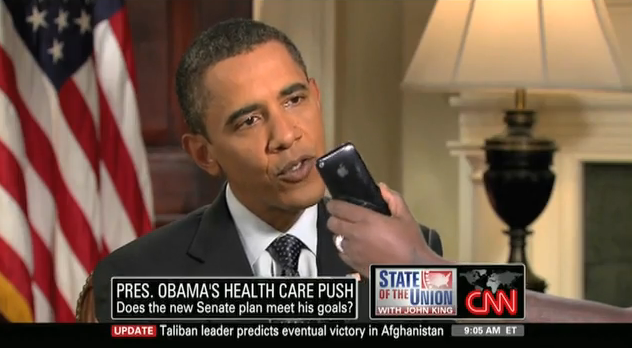 PRES. OBAMA'S HEALTH CARE PUSH
Does the new Senate plan meet his goals?
STATE
OF THE UNION
WITH JOHN KING
CNN
UPDATE Taliban leader predicts eventual victory in Afghanistan 9:05 AM ET